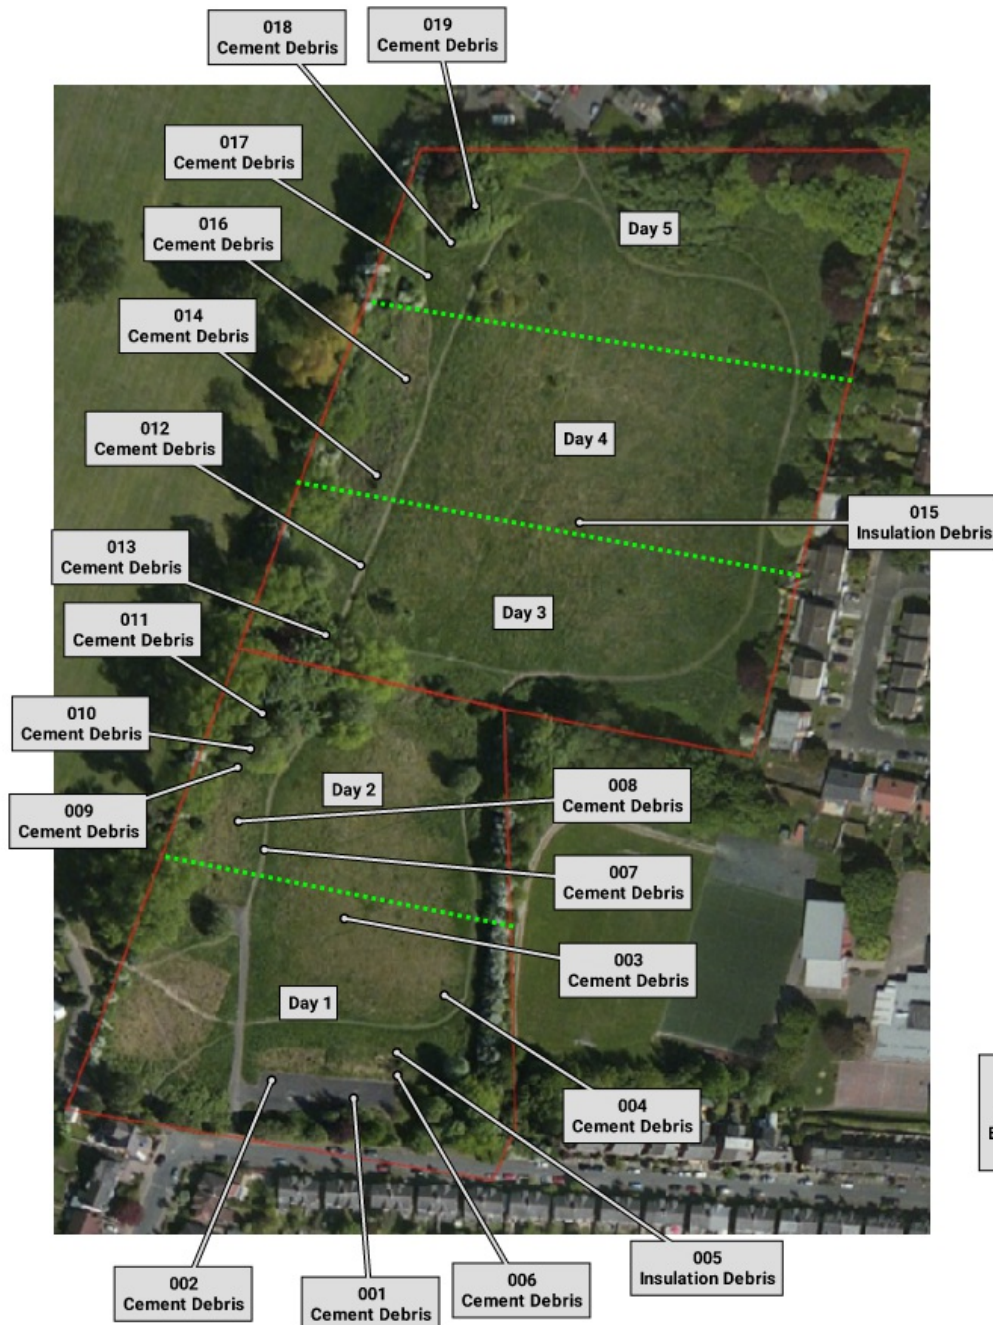 018
Cement Debris
019
Cement Debris
017
Cement Debris
016
Cement Debris
Day 5
014
Cement Debris
012
Cement Debris
Day 4
015
Insulation Debris
013
Cement Debris
Day 3
011
Cement Debris
010
Cement Debris
009
Cement Debris
Day 2
008
Cement Debris
007
Cement Debris
003
Cement Debris
Day 1
004
Cement Debris
E
005
Insulation Debris
002
Cement Debris
001
Cement Debris
006
Cement Debris